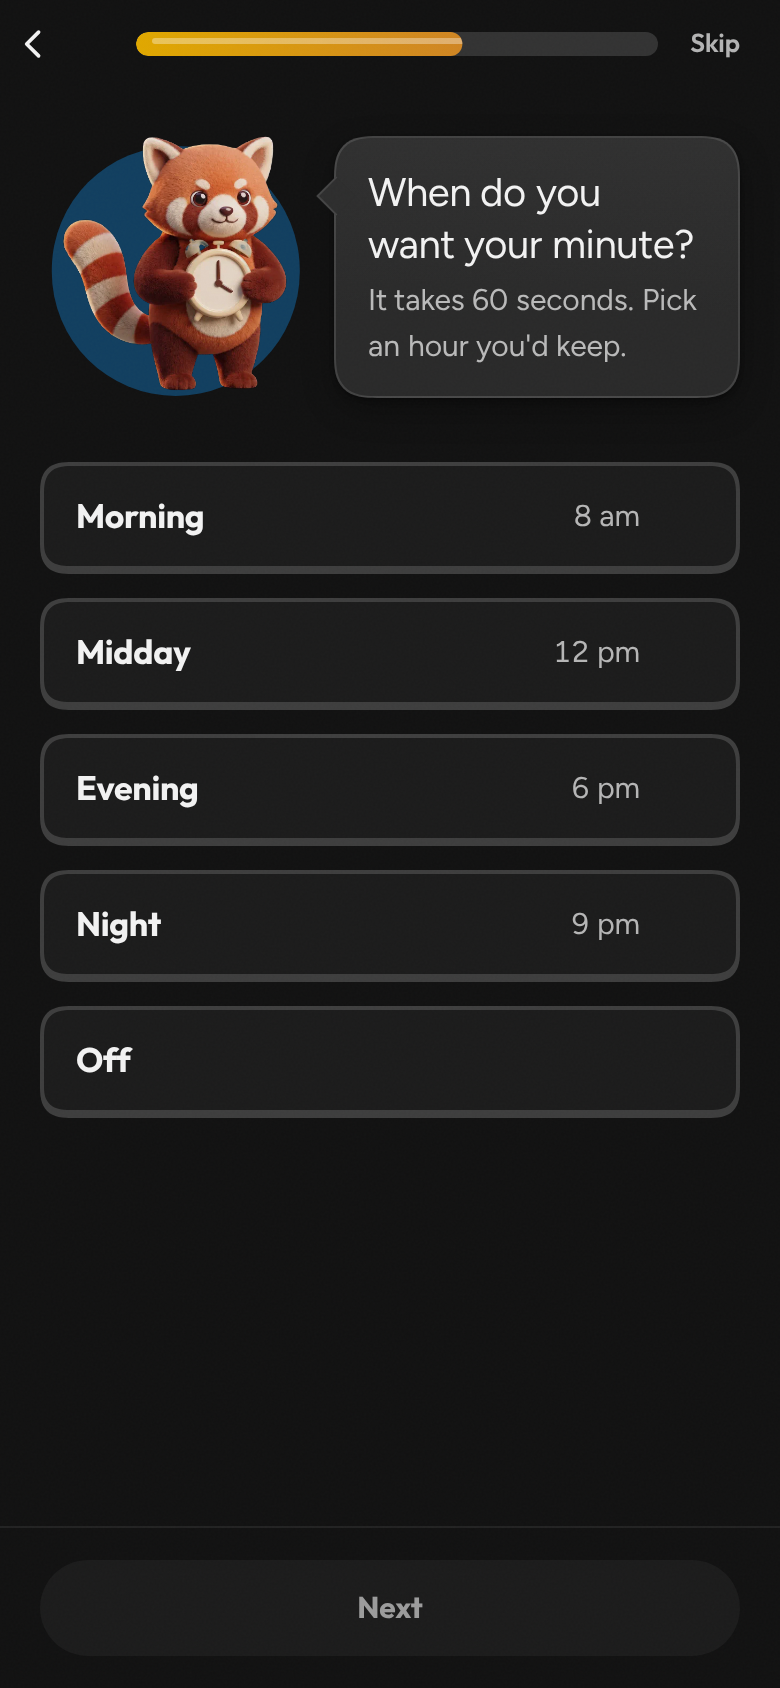 Skip
When do you
want your minute?
It takes 60 seconds. Pick
an hour you'd keep.
Morning 8 am
Midday 12 pm
Evening 6 pm
Night 9 pm
Off
Next